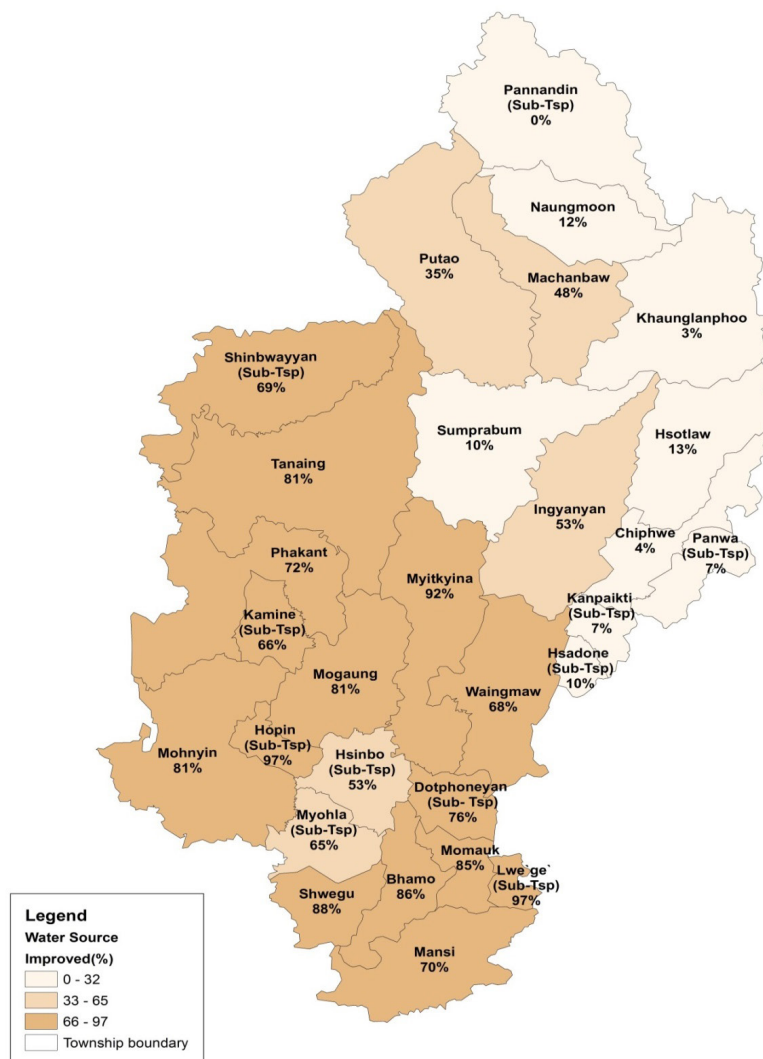 Pannandin
(Sub-Tsp)
0%
Naungmoon
12%
Putao
35%
Machanbaw
48%
Khaunglanphoo
3%
Shinbwayyan
(Sub-Tsp)
69%
Sumprabum
10%
Hsotlaw
13%
Tanaing
81%
Ingyanyan
53%
Chiphwe
4%
Panwa
(Sub-Tsp)
7%
Phakant
72%
Myitkyina
92%
Kanpaikti
(Sub-Tsp)
7%
Kamine
(Sub-Tsp)
66%
Hsadone
(Sub-Tsp)
10%
Mogaung
81%
Waingmaw
68%
Hopin
(Sub-Tsp)
97%
Mohnyin
81%
Hsinbo
(Sub-Tsp)
53%
Dotphoneyan
(Sub- Tsp)
76%
Myohla
(Sub-Tsp)
65%
Momauk
85%
Lwe`ge`
(Sub-Tsp)
97%
Bhamo
86%
Shwegu
88%
Mansi
70%
Legend
Water Source
Improved(%)
0 - 32
33 - 65
66 - 97
Township boundary